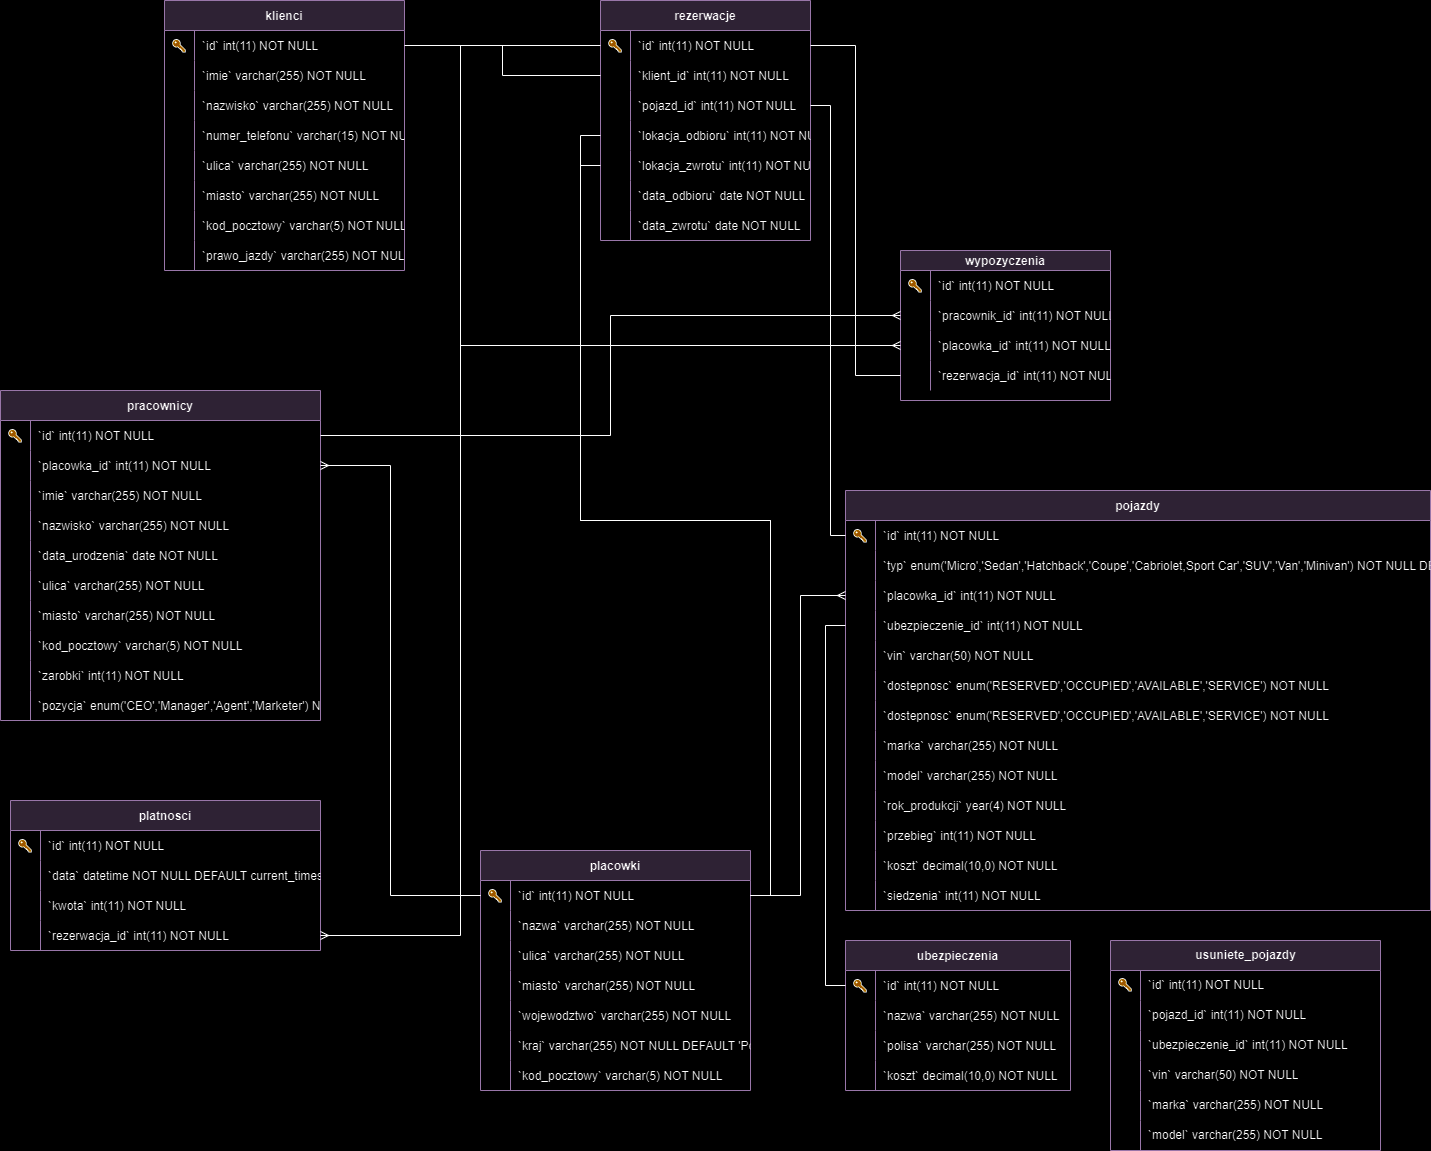 klienci
`id` int(11) NOT NULL
`imie` varchar(255) NOT NULL
`nazwisko` varchar(255) NOT NULL
`numer_telefonu` varchar(15) NOT NU
`ulica` varchar(255) NOT NULL
`miasto` varchar(255) NOT NULL
`kod_pocztowy` varchar(5) NOT NULL
`prawo_jazdy` varchar(255) NOT NUL
rezerwacje
`id` int(11) NOT NULL
`klient_id` int(11) NOT NULL
`pojazd_id` int(11) NOT NULL
`lokacja_odbioru` int(11) NOT NU
`lokacja_zwrotu` int(11) NOT NU
`data_odbioru` date NOT NULL
`data_zwrotu` date NOT NULL
wypozyczenia
`id` int(11) NOT NULL
`pracownik_id` int(11) NOT NULL
`placowka_id` int(11) NOT NULL
`rezerwacja_id` int(11) NOT NUL
pracownicy
`id` int(11) NOT NULL
`placowka_id` int(11) NOT NULL
`imie` varchar(255) NOT NULL
`nazwisko` varchar(255) NOT NULL
`data_urodzenia` date NOT NULL
`ulica` varchar(255) NOT NULL
`miasto` varchar(255) NOT NULL
`kod_pocztowy` varchar(5) NOT NULL
`zarobki` int(11) NOT NULL
`pozycja` enum('CEO','Manager','Agent','Marketer') N
pojazdy
`id` int(11) NOT NULL
`typ` enum('Micro','Sedan','Hatchback','Coupe','Cabriolet,Sport Car','SUV','Van','Minivan') NOT NULL DE
`placowka_id` int(11) NOT NULL
`ubezpieczenie_id` int(11) NOT NULL
`vin` varchar(50) NOT NULL
`dostepnosc` enum('RESERVED','OCCUPIED','AVAILABLE','SERVICE') NOT NULL
`dostepnosc` enum('RESERVED','OCCUPIED','AVAILABLE','SERVICE') NOT NULL
`marka` varchar(255) NOT NULL
`model` varchar(255) NOT NULL
`rok_produkcji` year(4) NOT NULL
`przebieg` int(11) NOT NULL
`koszt` decimal(10,0) NOT NULL
`siedzenia` int(11) NOT NULL
platnosci
`id` int(11) NOT NULL
`data` datetime NOT NULL DEFAULT current_times
`kwota` int(11) NOT NULL
`rezerwacja_id` int(11) NOT NULL
placowki
`id` int(11) NOT NULL
`nazwa` varchar(255) NOT NULL
`ulica` varchar(255) NOT NULL
`miasto` varchar(255) NOT NULL
`wojewodztwo` varchar(255) NOT NULL
`kraj` varchar(255) NOT NULL DEFAULT 'Po
`kod_pocztowy` varchar(5) NOT NULL
ubezpieczenia
`id` int(11) NOT NULL
`nazwa` varchar(255) NOT NULL
`polisa` varchar(255) NOT NULL
`koszt` decimal(10,0) NOT NULL
usuniete_pojazdy
`id` int(11) NOT NULL
`pojazd_id` int(11) NOT NULL
`ubezpieczenie_id` int(11) NOT NULL
`vin` varchar(50) NOT NULL
`marka` varchar(255) NOT NULL
`model` varchar(255) NOT NULL